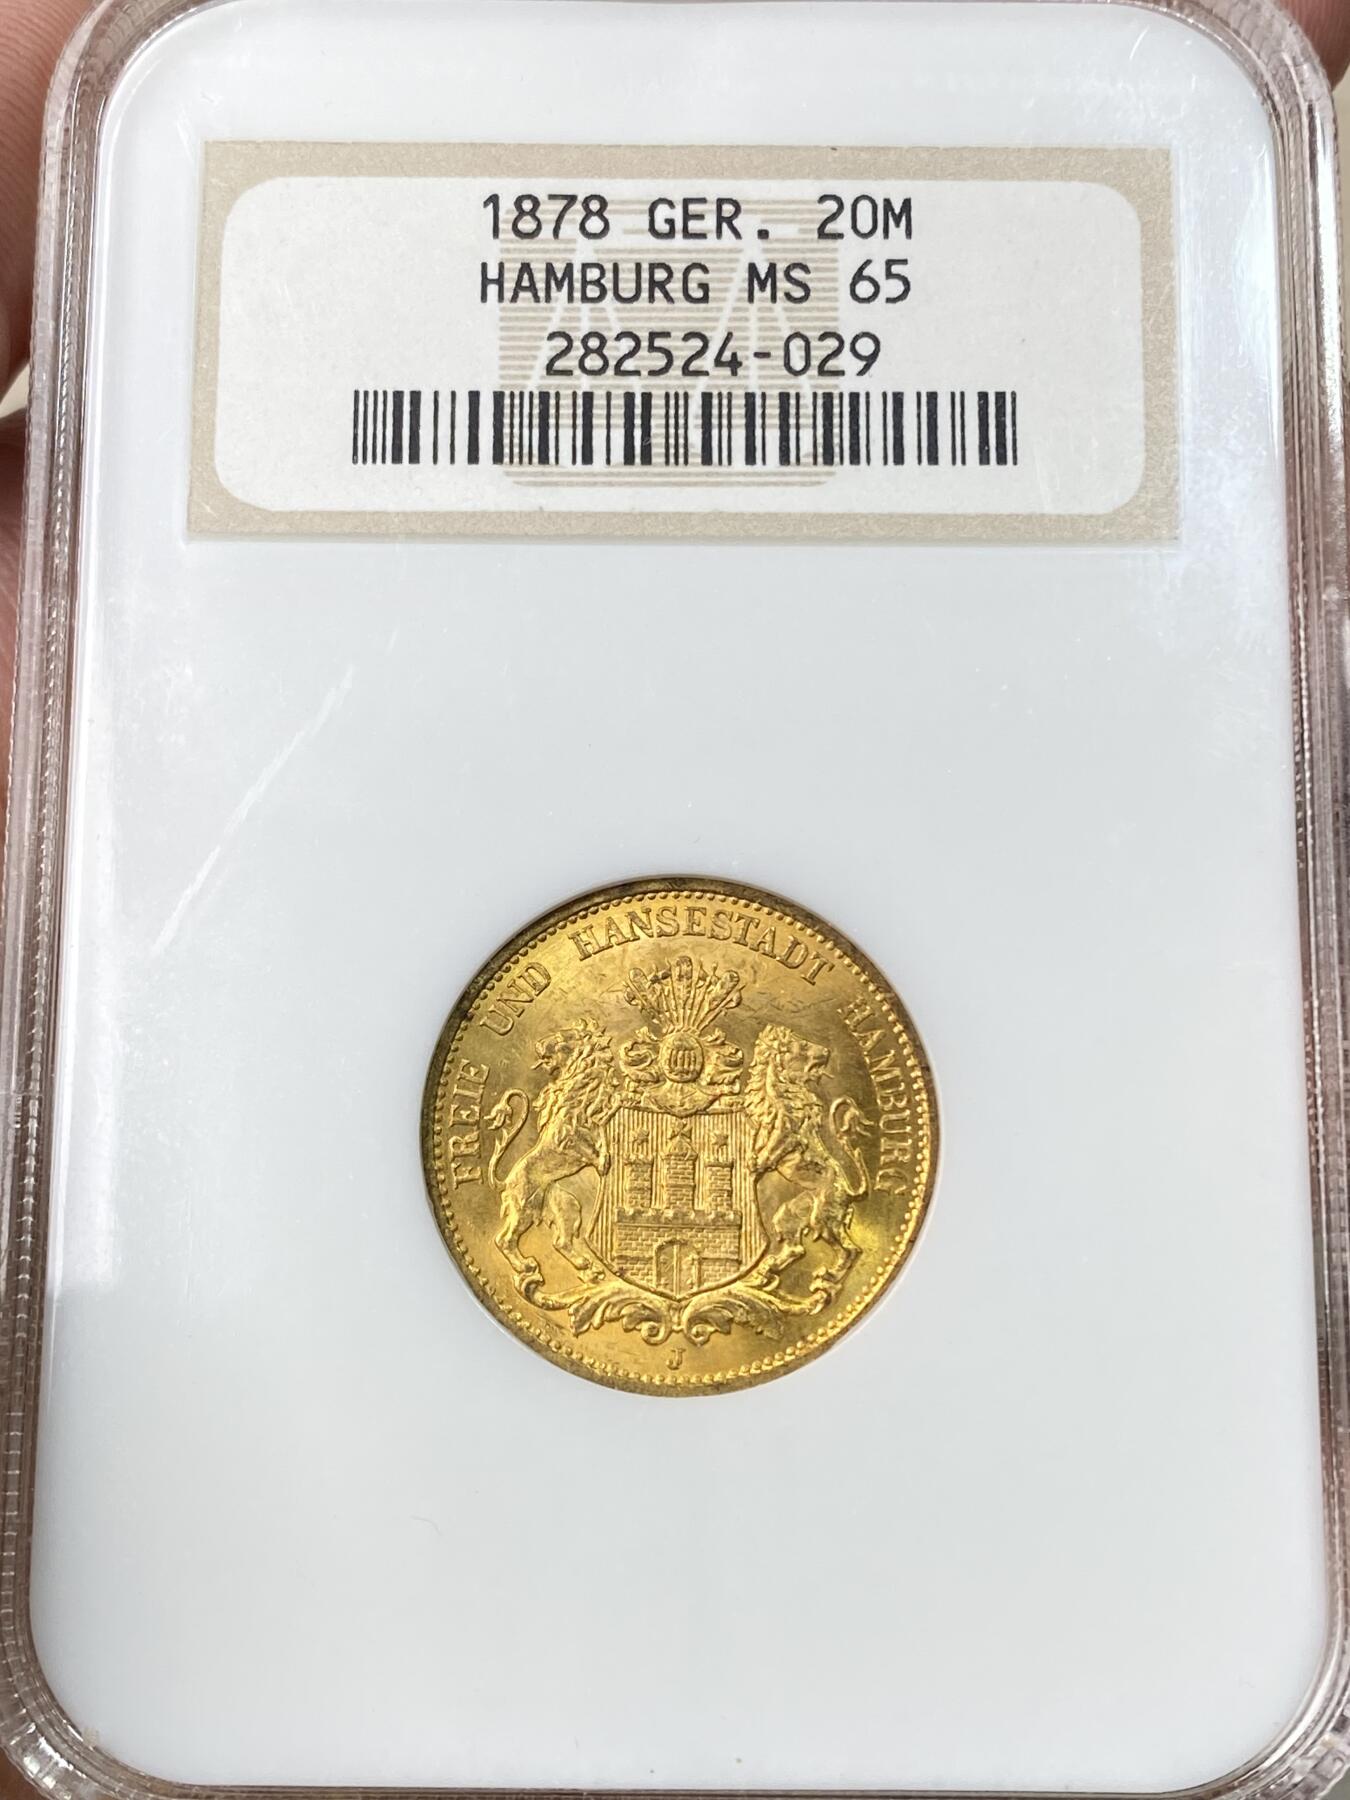 1878 GER. 20M
HAMBURG MS 65
282524-029
FREIE UND HANSESTADT HAMBURG
J